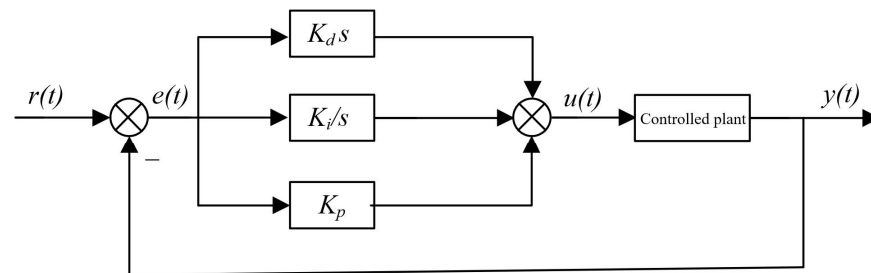 K_d s
r(t)
e(t)
K_i/s
u(t)
Controlled plant
y(t)
−
K_p